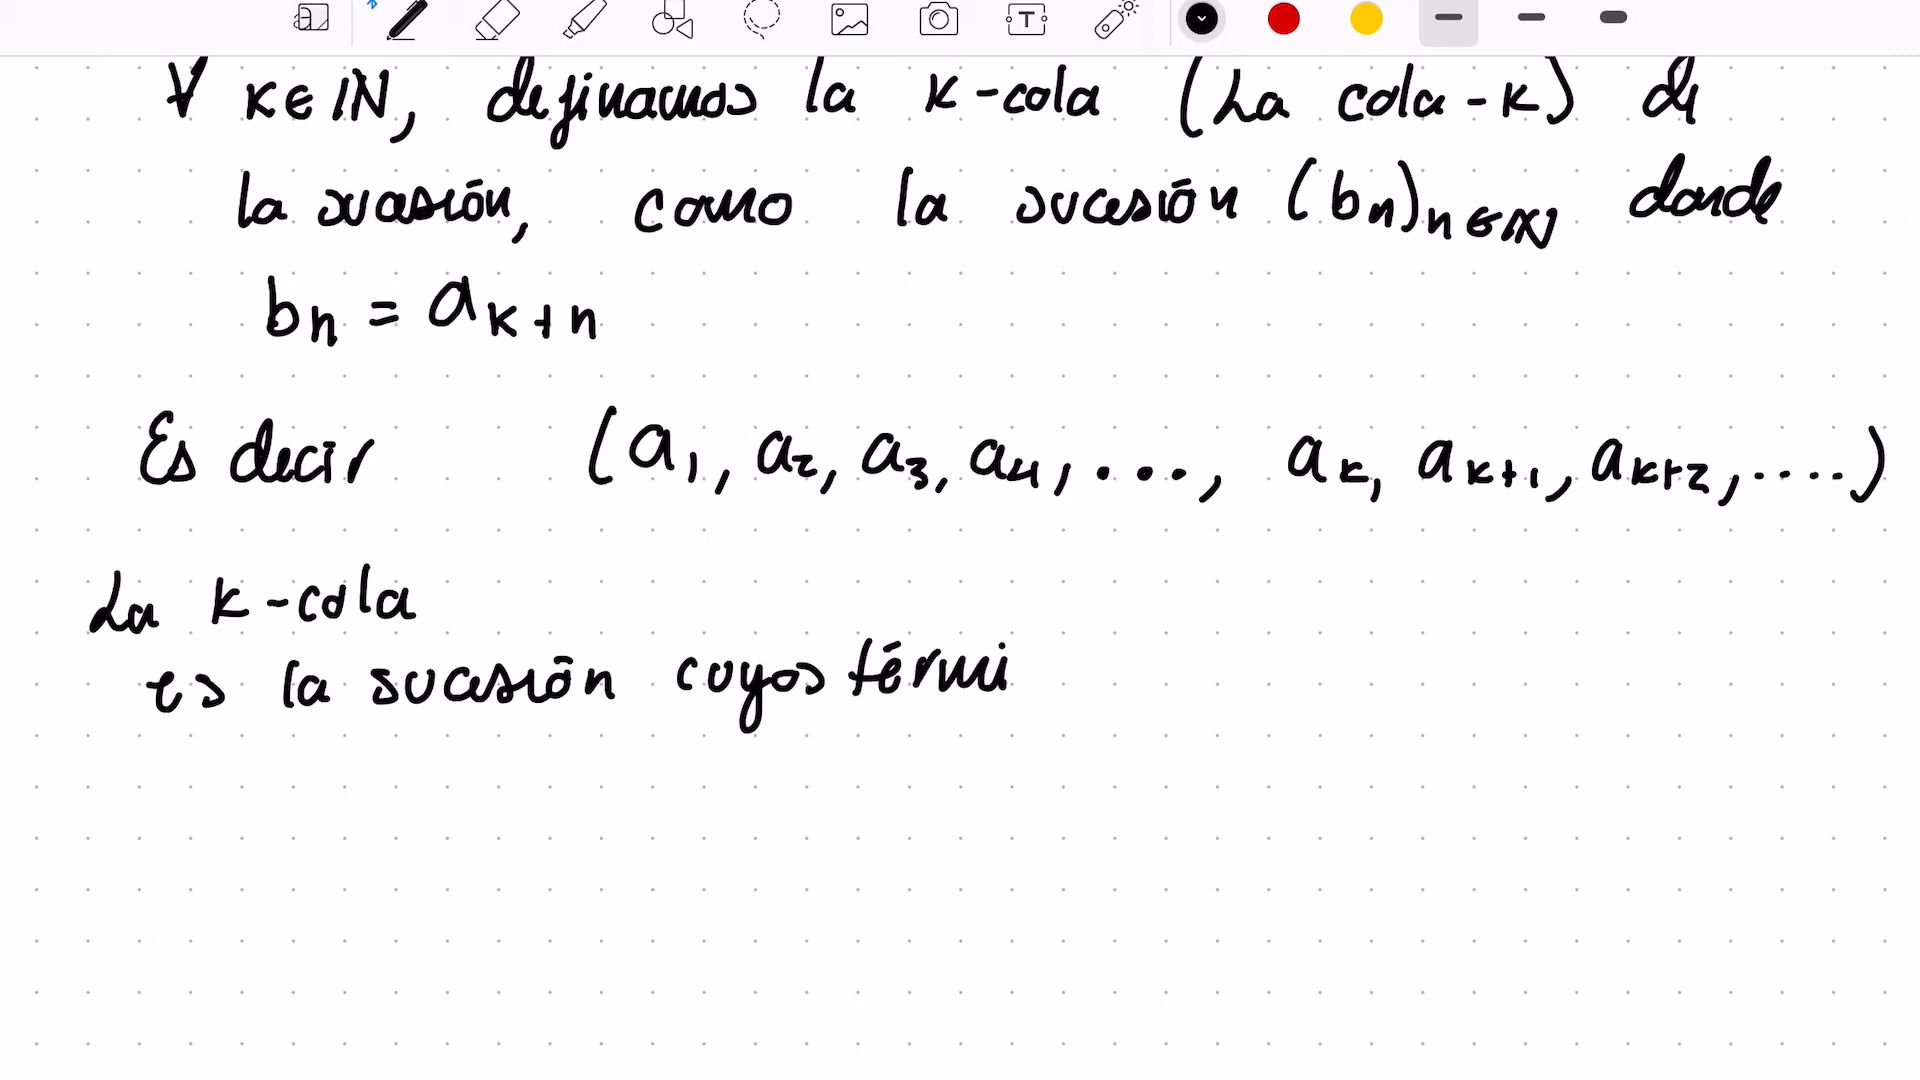 ∀ k∈ℕ, definamos la k-cola (La cola-k) de
la sucesión, como la sucesión (bn)n∈ℕ donde
bn = ak+n
Es decir (a1, a2, a3, a4, ..., ak, ak+1, ak+2, ....)
La k-cola
es la sucesión cuyos térmi